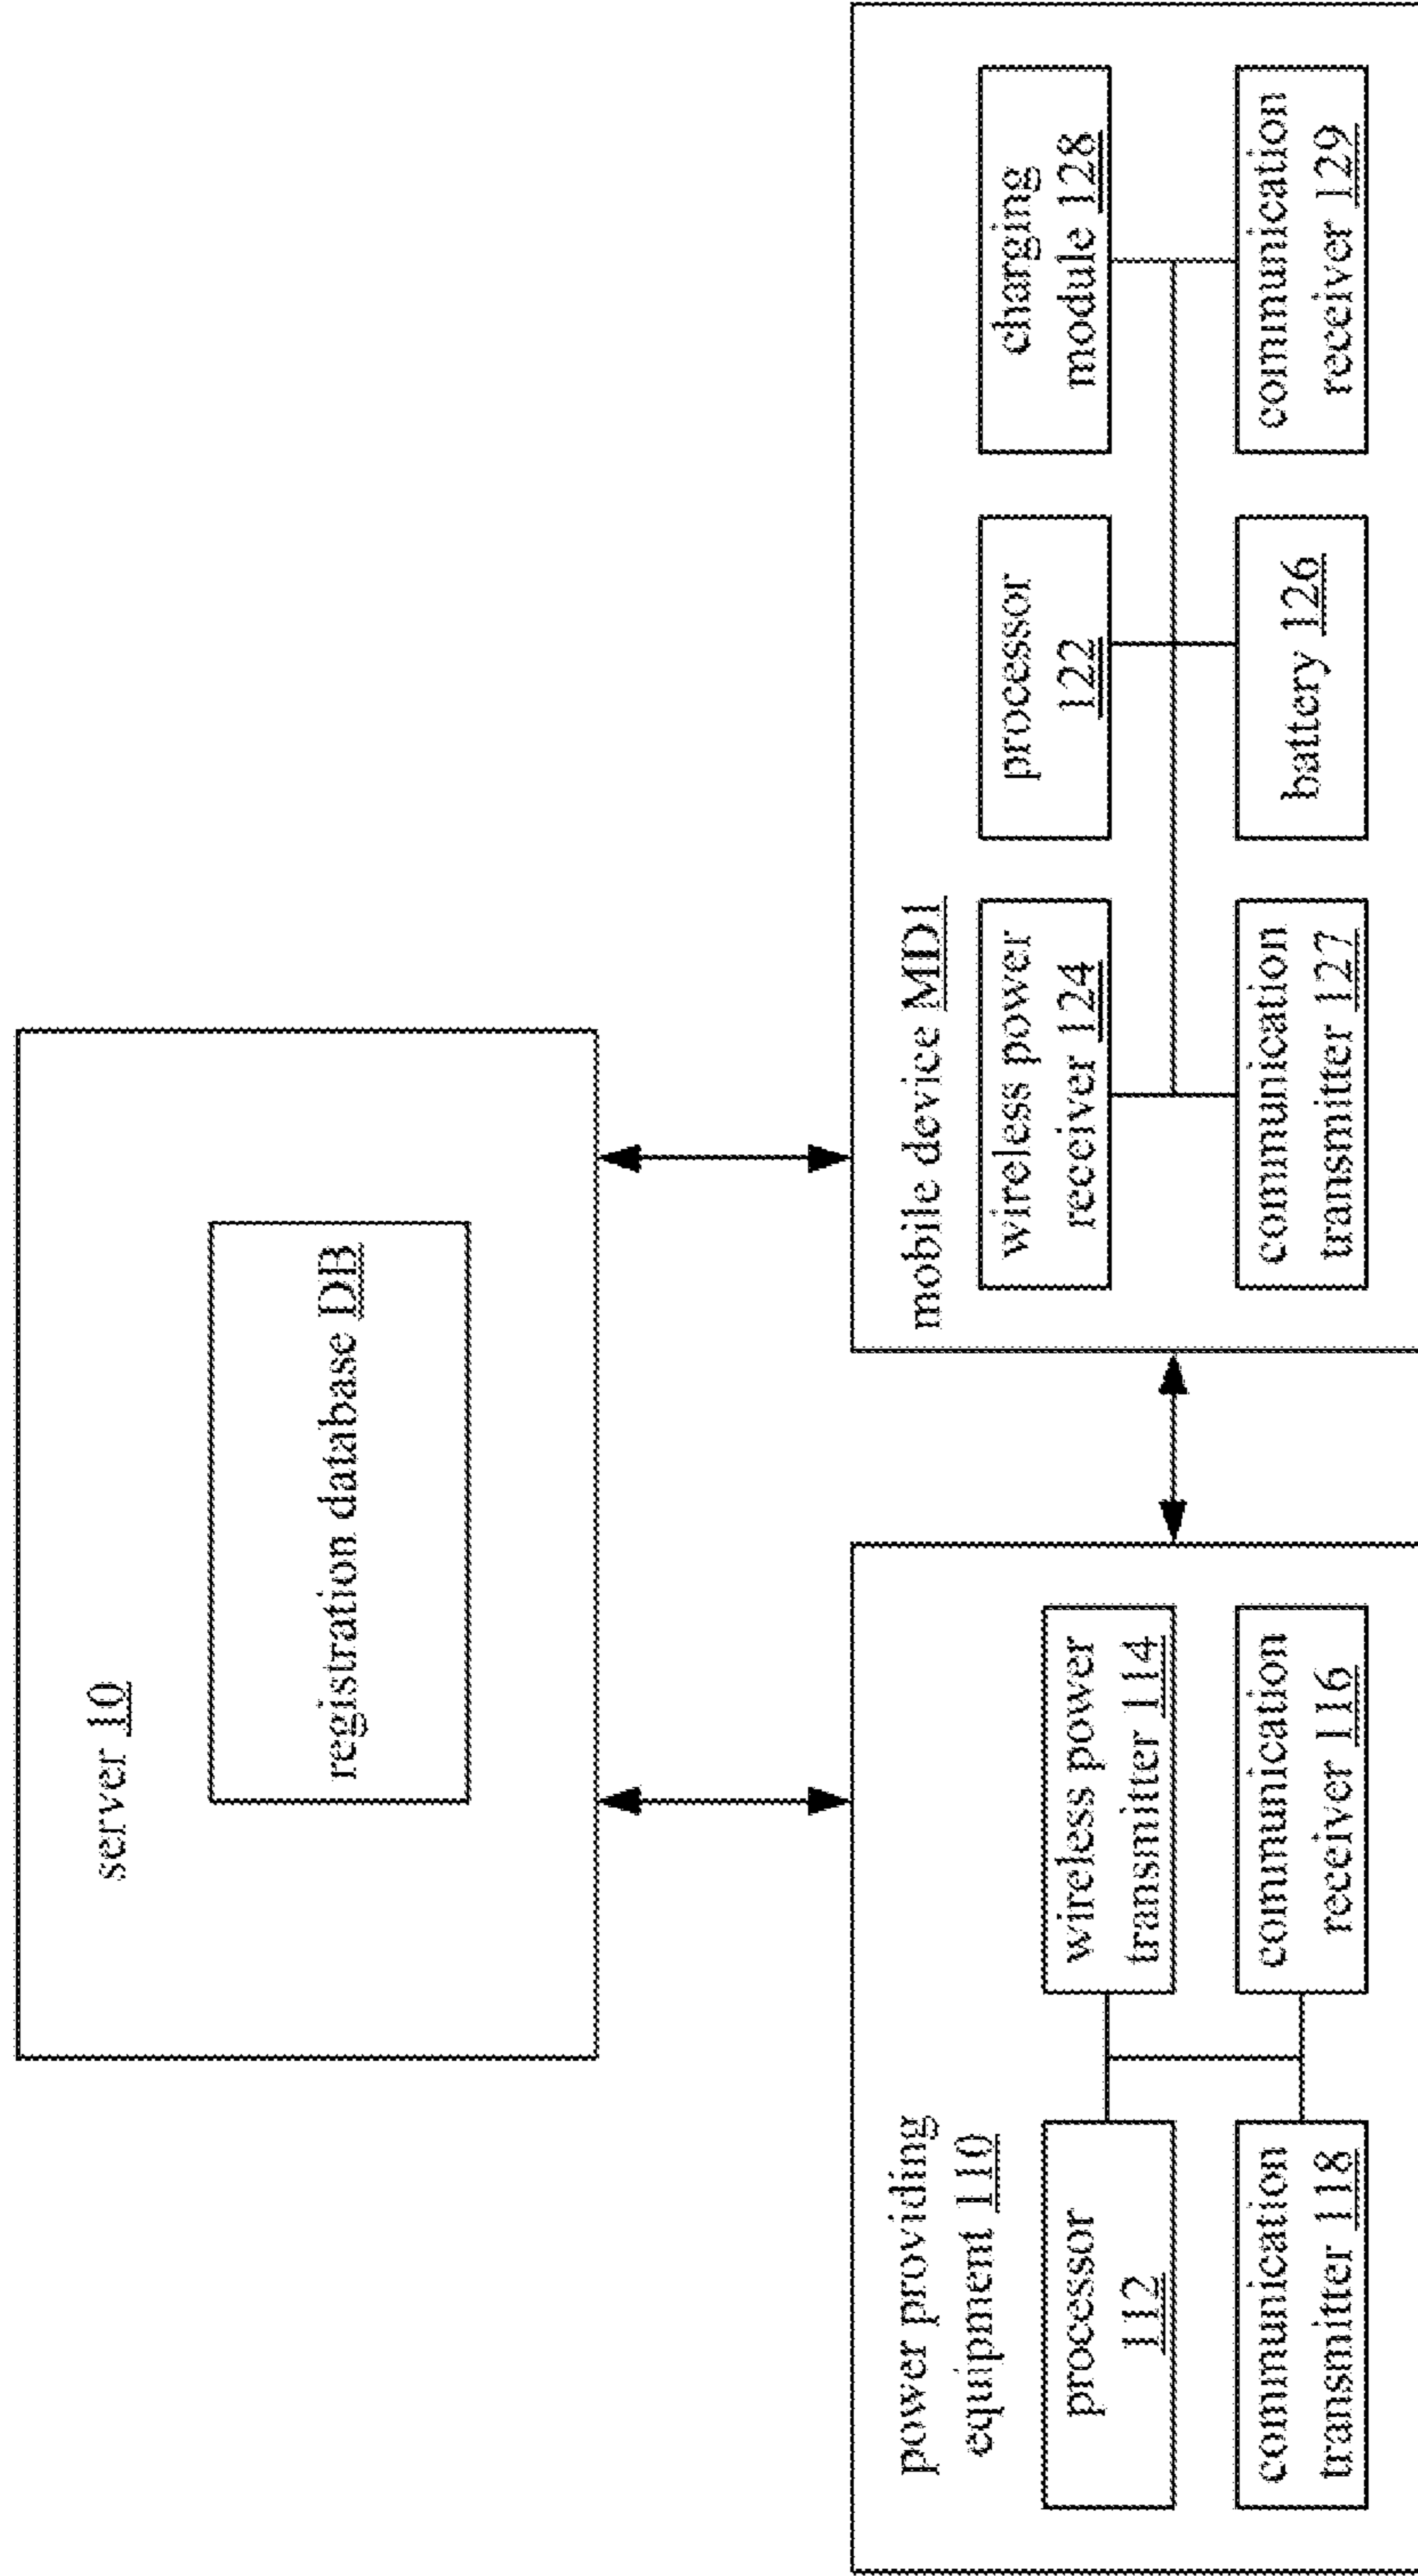 server 10
registration database DB
power providing
equipment 110
processor
112
wireless power
transmitter 114
communication
transmitter 118
communication
receiver 116
mobile device MD1
wireless power
receiver 124
processor
122
charging
module 128
communication
transmitter 127
battery 126
communication
receiver 129